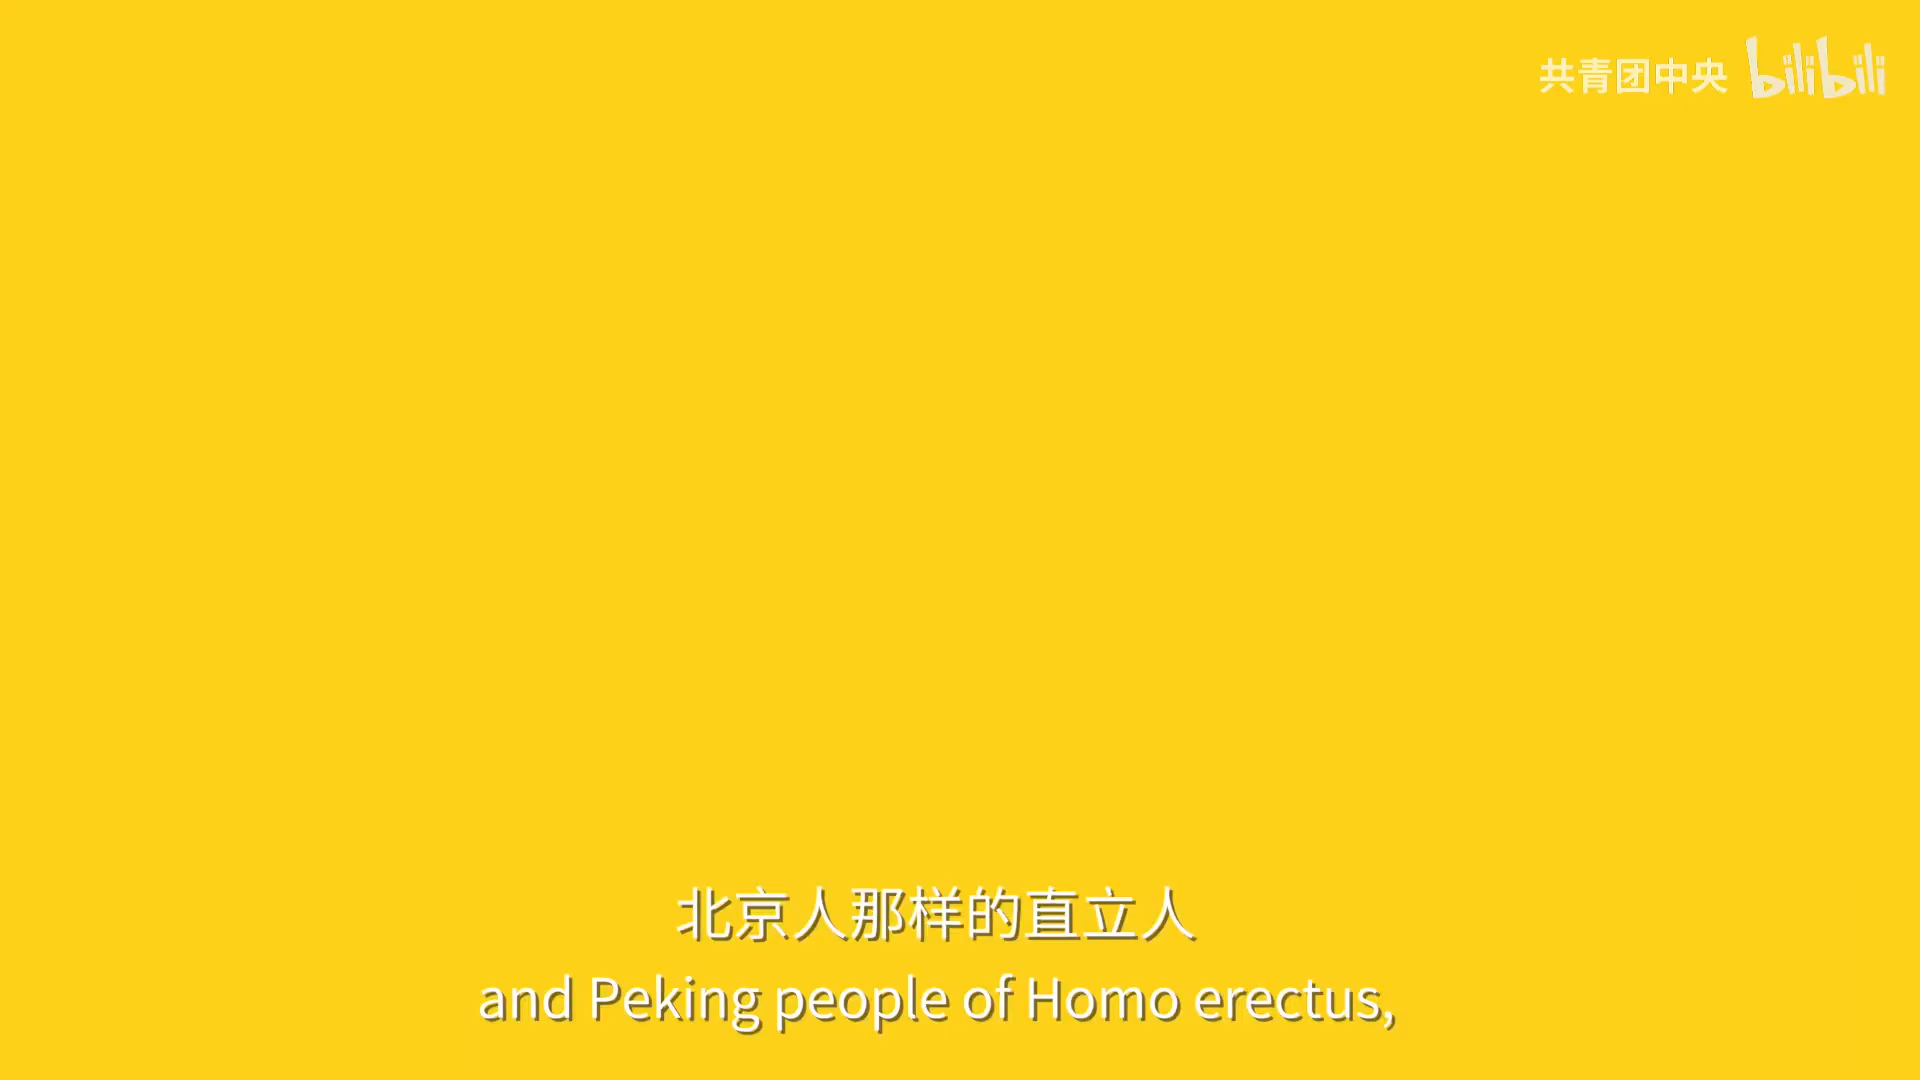 共青团中央 bilibili
北京人那样的直立人
and Peking people of Homo erectus,